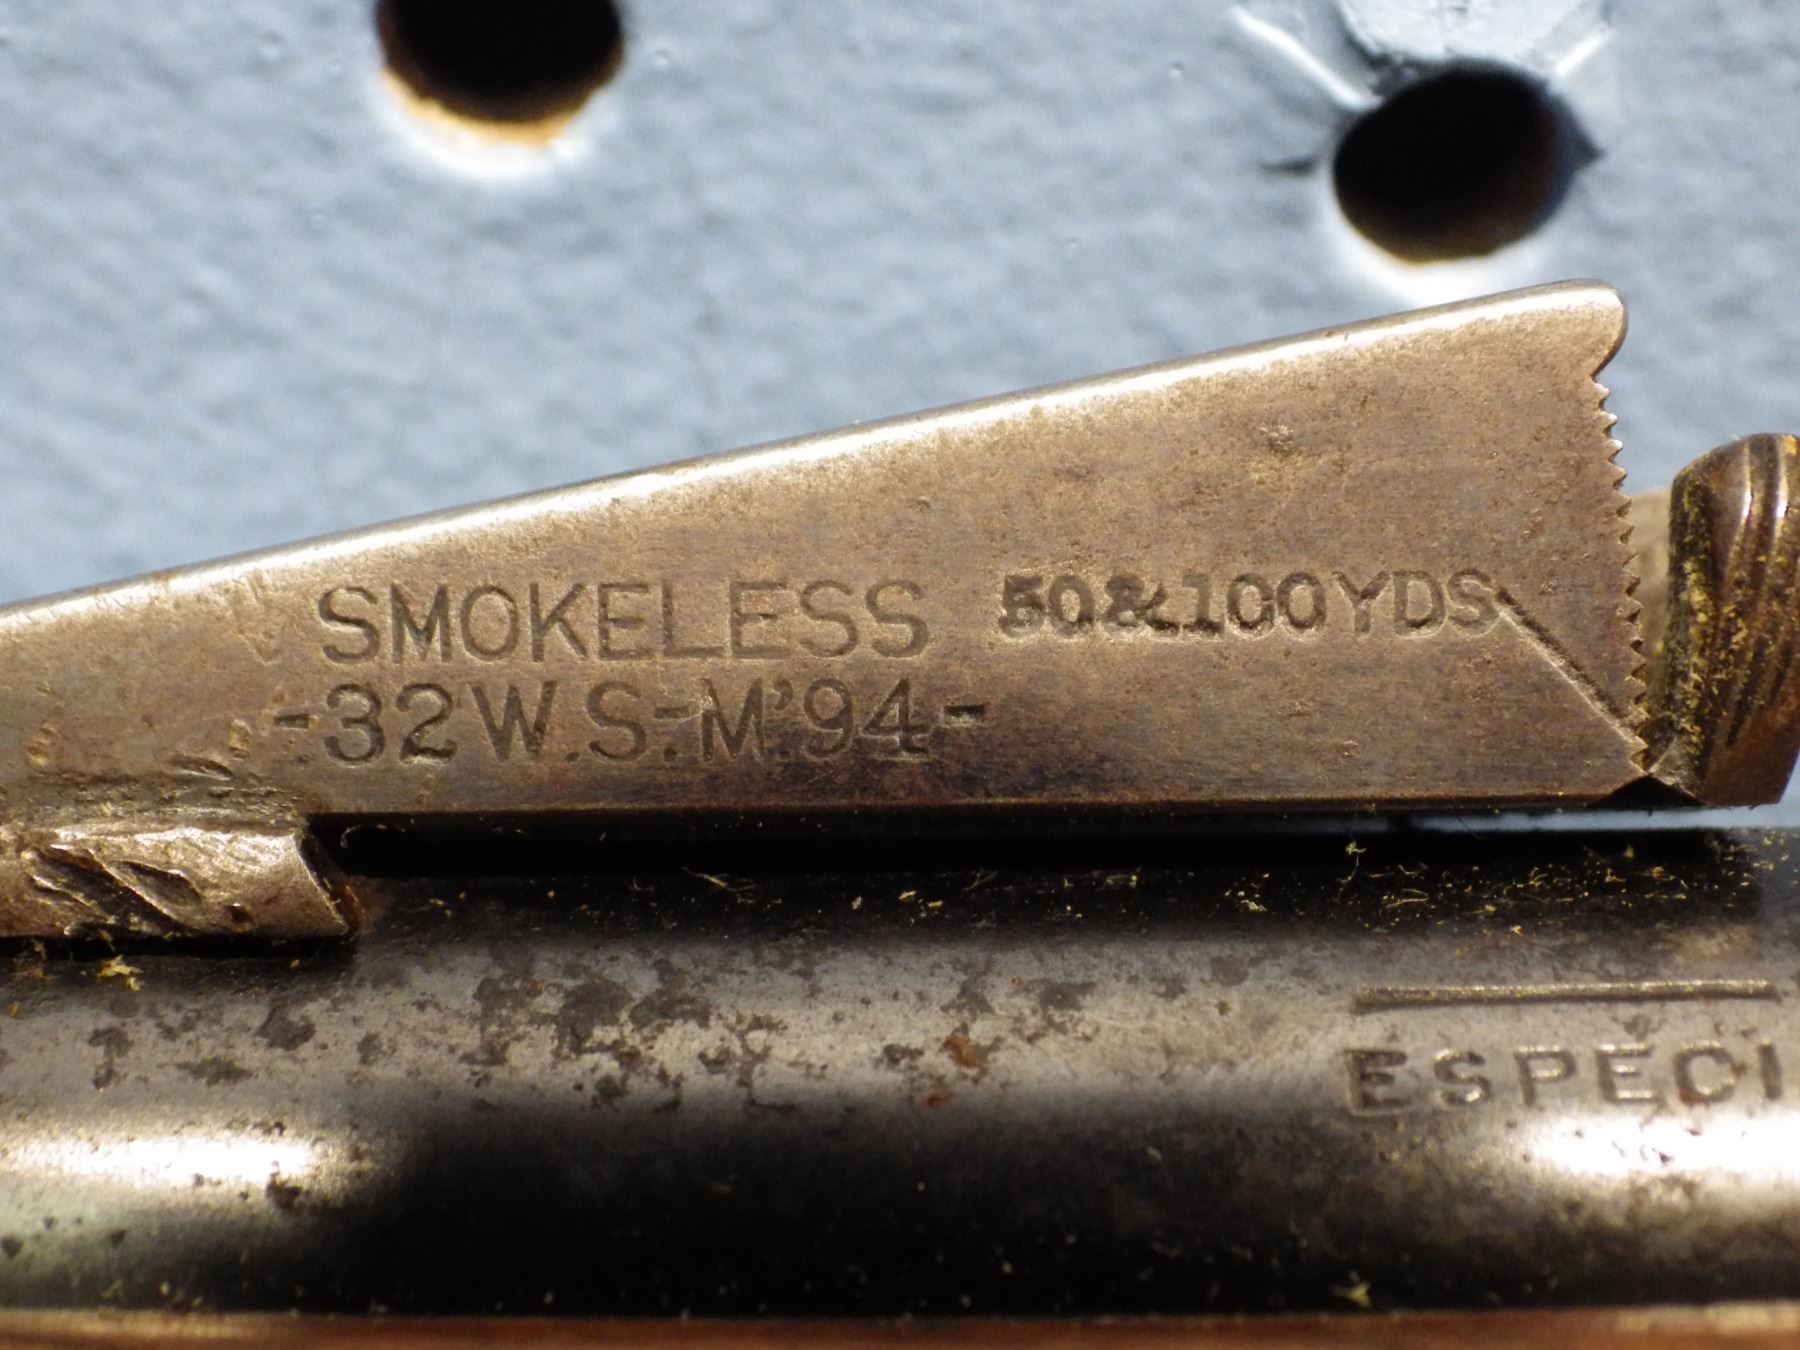 SMOKELESS 50&100YDS
-32W.S.-M'.94-
ESPECI